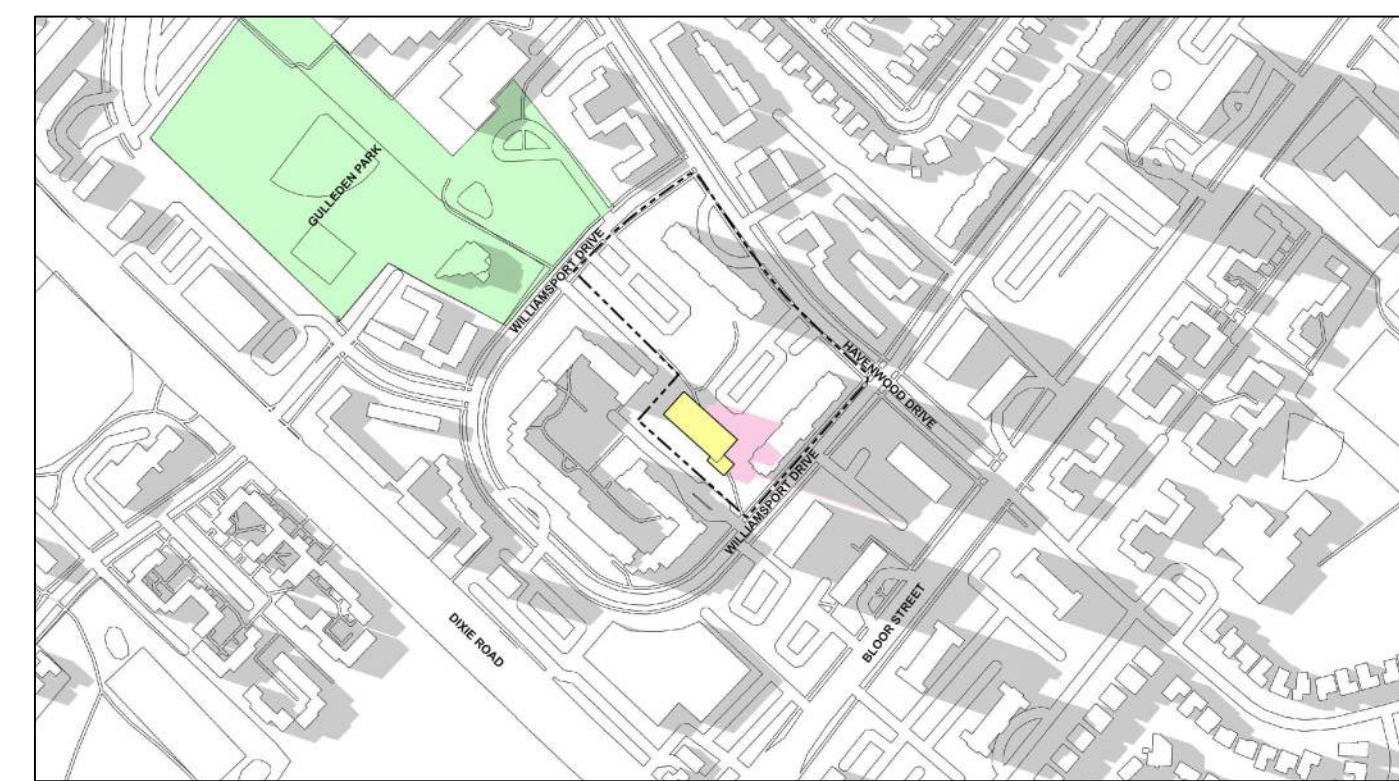 GULLEDEN PARK
WILLIAMSPORT DRIVE
HAVENWOOD DRIVE
WILLIAMSPORT DRIVE
BLOOR STREET
DIXIE ROAD